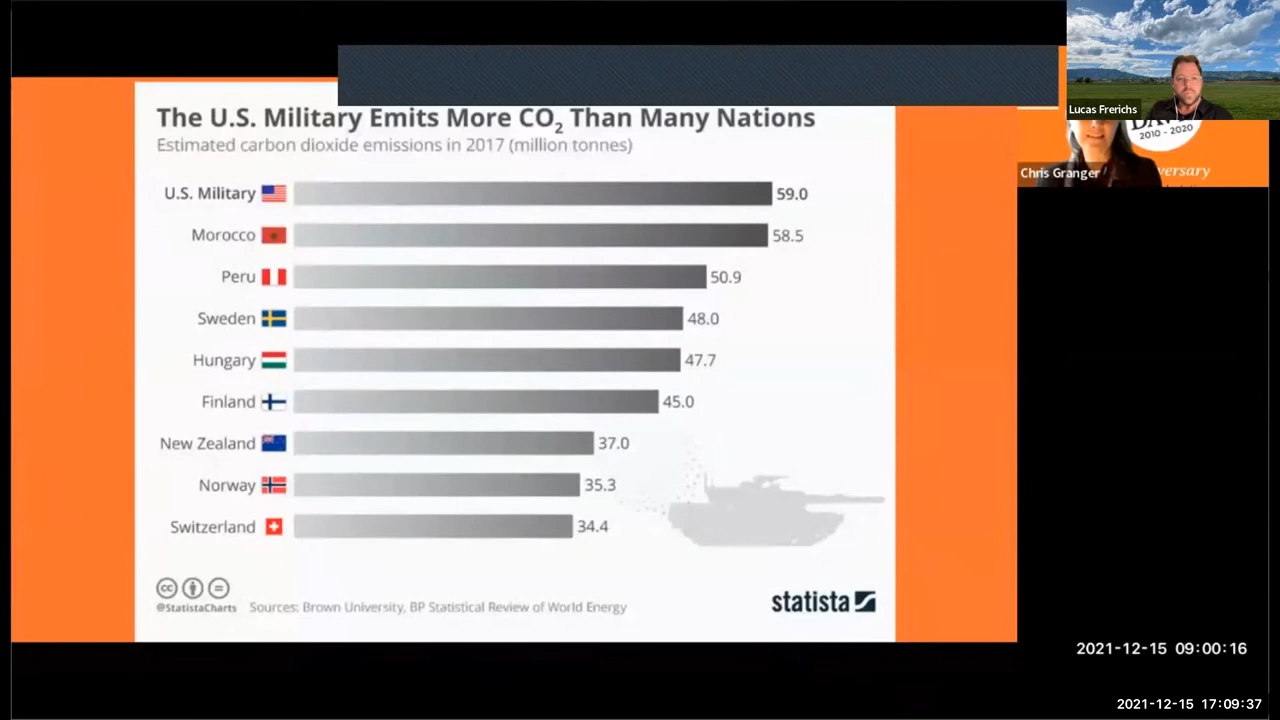 The U.S. Military Emits More CO₂ Than Many Nations
Estimated carbon dioxide emissions in 2017 (million tonnes)
U.S. Military 59.0
Morocco 58.5
Peru 50.9
Sweden 48.0
Hungary 47.7
Finland 45.0
New Zealand 37.0
Norway 35.3
Switzerland 34.4
cc =
@StatistaCharts Sources: Brown University, BP Statistical Review of World Energy
statista
Lucas Frerichs
2010 - 2020
Chris Granger
versary
2021-12-15 09:00:16
2021-12-15 17:09:37